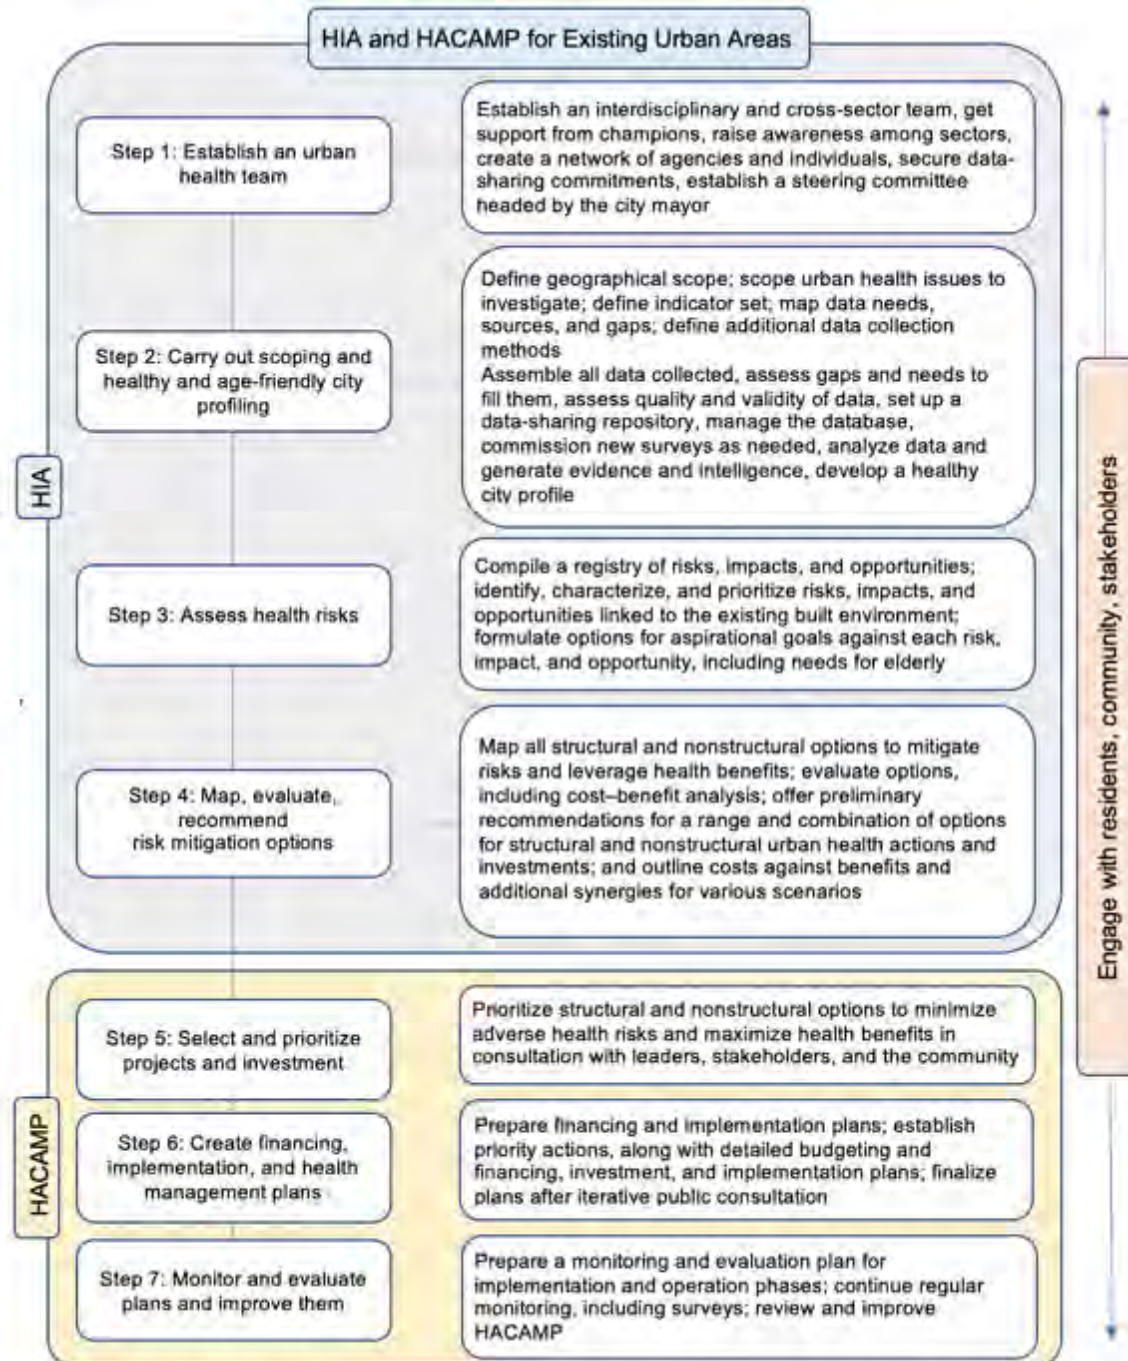 HIA and HACAMP for Existing Urban Areas
HIA
Step 1: Establish an urban
health team
Establish an interdisciplinary and cross-sector team, get
support from champions, raise awareness among sectors,
create a network of agencies and individuals, secure data-
sharing commitments, establish a steering committee
headed by the city mayor
Step 2: Carry out scoping and
healthy and age-friendly city
profiling
Define geographical scope; scope urban health issues to
investigate; define indicator set; map data needs,
sources, and gaps; define additional data collection
methods
Assemble all data collected, assess gaps and needs to
fill them, assess quality and validity of data, set up a
data-sharing repository, manage the database,
commission new surveys as needed, analyze data and
generate evidence and intelligence, develop a healthy
city profile
Step 3: Assess health risks
Compile a registry of risks, impacts, and opportunities;
identify, characterize, and prioritize risks, impacts, and
opportunities linked to the existing built environment;
formulate options for aspirational goals against each risk,
impact, and opportunity, including needs for elderly
Step 4: Map, evaluate,
recommend
risk mitigation options
Map all structural and nonstructural options to mitigate
risks and leverage health benefits; evaluate options,
including cost–benefit analysis; offer preliminary
recommendations for a range and combination of options
for structural and nonstructural urban health actions and
investments; and outline costs against benefits and
additional synergies for various scenarios
HACAMP
Step 5: Select and prioritize
projects and investment
Prioritize structural and nonstructural options to minimize
adverse health risks and maximize health benefits in
consultation with leaders, stakeholders, and the community
Step 6: Create financing,
implementation, and health
management plans
Prepare financing and implementation plans; establish
priority actions, along with detailed budgeting and
financing, investment, and implementation plans; finalize
plans after iterative public consultation
Step 7: Monitor and evaluate
plans and improve them
Prepare a monitoring and evaluation plan for
implementation and operation phases; continue regular
monitoring, including surveys; review and improve
HACAMP
Engage with residents, community, stakeholders